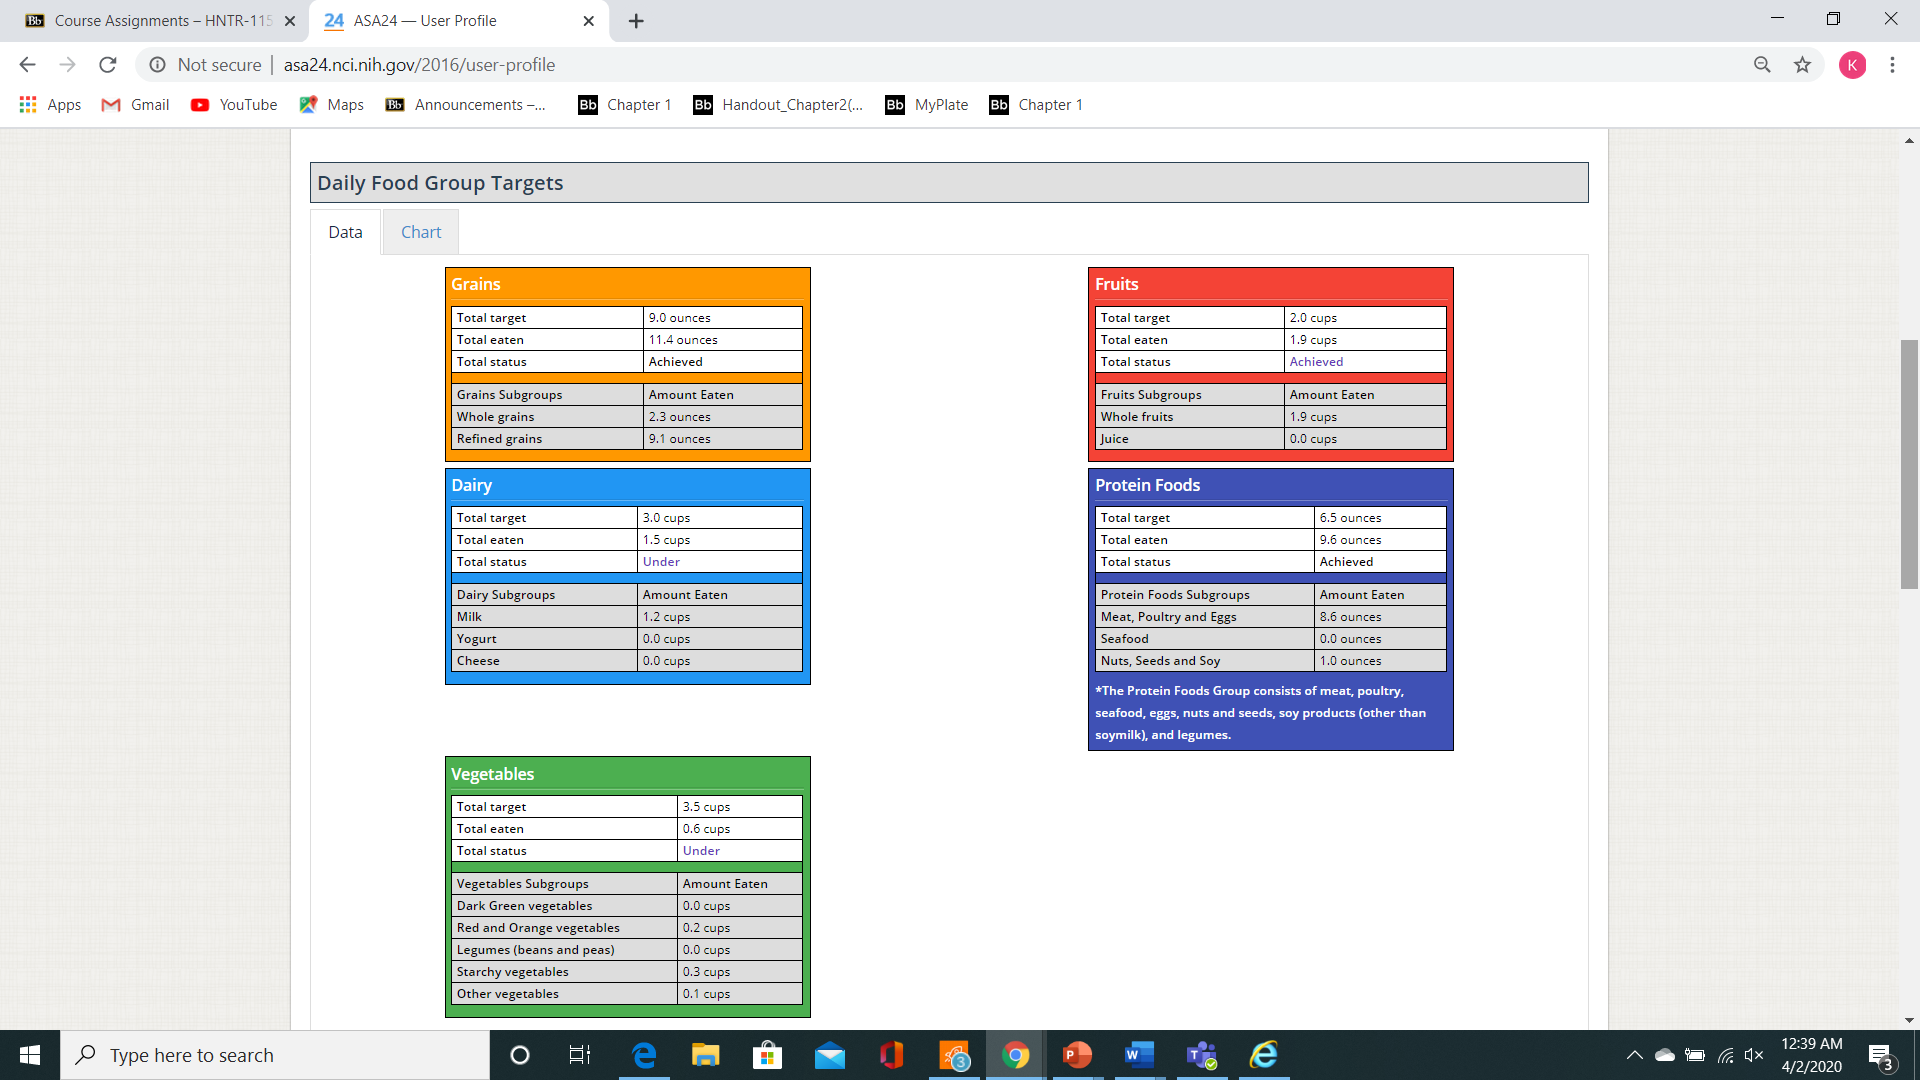 Course Assignments – HNTR-115
24 ASA24 — User Profile
Not secure | asa24.nci.nih.gov/2016/user-profile
K
Apps Gmail YouTube Maps Bb Announcements –... Bb Chapter 1 Bb Handout_Chapter2(... Bb MyPlate Bb Chapter 1
Daily Food Group Targets
Data Chart
Grains
Total target 9.0 ounces
Total eaten 11.4 ounces
Total status Achieved
Grains Subgroups Amount Eaten
Whole grains 2.3 ounces
Refined grains 9.1 ounces
Fruits
Total target 2.0 cups
Total eaten 1.9 cups
Total status Achieved
Fruits Subgroups Amount Eaten
Whole fruits 1.9 cups
Juice 0.0 cups
Dairy
Total target 3.0 cups
Total eaten 1.5 cups
Total status Under
Dairy Subgroups Amount Eaten
Milk 1.2 cups
Yogurt 0.0 cups
Cheese 0.0 cups
Protein Foods
Total target 6.5 ounces
Total eaten 9.6 ounces
Total status Achieved
Protein Foods Subgroups Amount Eaten
Meat, Poultry and Eggs 8.6 ounces
Seafood 0.0 ounces
Nuts, Seeds and Soy 1.0 ounces
*The Protein Foods Group consists of meat, poultry,
seafood, eggs, nuts and seeds, soy products (other than
soymilk), and legumes.
Vegetables
Total target 3.5 cups
Total eaten 0.6 cups
Total status Under
Vegetables Subgroups Amount Eaten
Dark Green vegetables 0.0 cups
Red and Orange vegetables 0.2 cups
Legumes (beans and peas) 0.0 cups
Starchy vegetables 0.3 cups
Other vegetables 0.1 cups
Type here to search
3
12:39 AM
4/2/2020
3